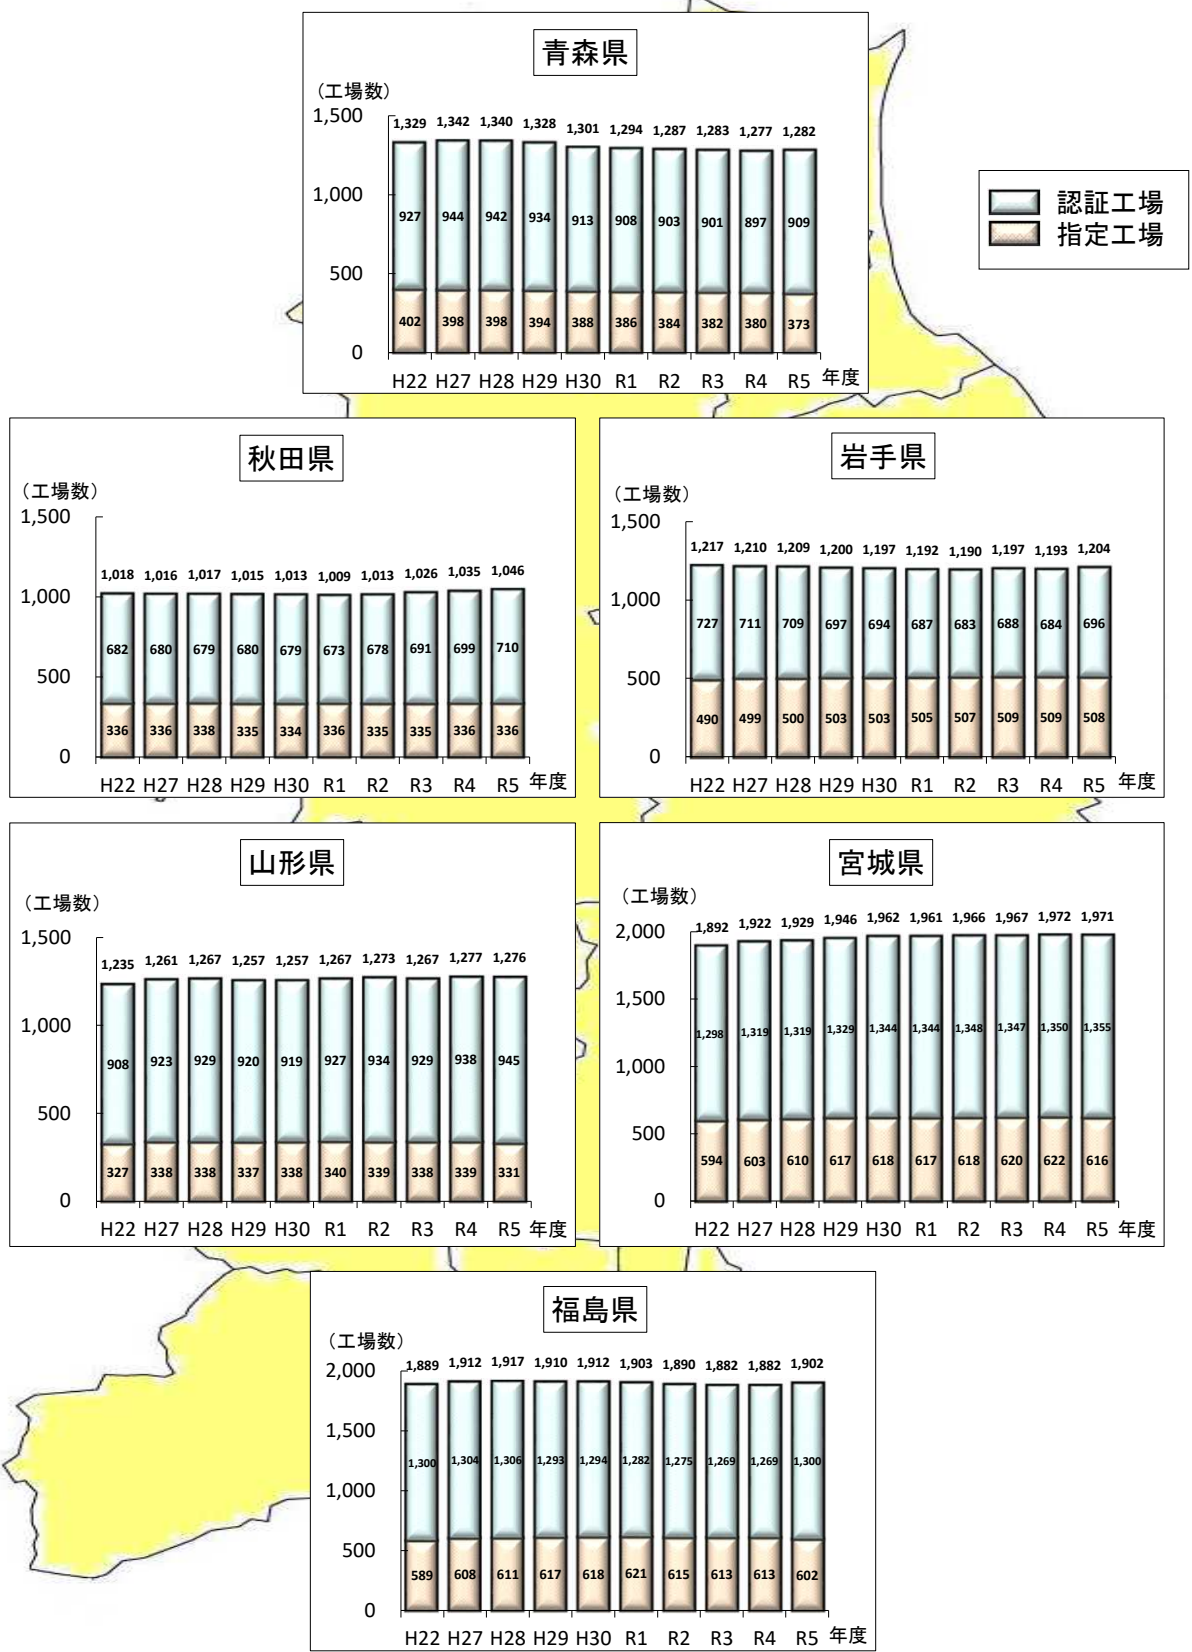 青森県
（工場数）
1,500
1,000
500
0
1,329 1,342 1,340 1,328 1,301 1,294 1,287 1,283 1,277 1,282
927 944 942 934 913 908 903 901 897 909
402 398 398 394 388 386 384 382 380 373
H22 H27 H28 H29 H30 R1 R2 R3 R4 R5 年度
認証工場
指定工場
秋田県
（工場数）
1,500
1,000
500
0
1,018 1,016 1,017 1,015 1,013 1,009 1,013 1,026 1,035 1,046
682 680 679 680 679 673 678 691 699 710
336 336 338 335 334 336 335 335 336 336
H22 H27 H28 H29 H30 R1 R2 R3 R4 R5 年度
岩手県
（工場数）
1,500
1,000
500
0
1,217 1,210 1,209 1,200 1,197 1,192 1,190 1,197 1,193 1,204
727 711 709 697 694 687 683 688 684 696
490 499 500 503 503 505 507 509 509 508
H22 H27 H28 H29 H30 R1 R2 R3 R4 R5 年度
山形県
（工場数）
1,500
1,000
500
0
1,235 1,261 1,267 1,257 1,257 1,267 1,273 1,267 1,277 1,276
908 923 929 920 919 927 934 929 938 945
327 338 338 337 338 340 339 338 339 331
H22 H27 H28 H29 H30 R1 R2 R3 R4 R5 年度
宮城県
（工場数）
2,000
1,500
1,000
500
0
1,892 1,922 1,929 1,946 1,962 1,961 1,966 1,967 1,972 1,971
1,298 1,319 1,319 1,329 1,344 1,344 1,348 1,347 1,350 1,355
594 603 610 617 618 617 618 620 622 616
H22 H27 H28 H29 H30 R1 R2 R3 R4 R5 年度
福島県
（工場数）
2,000
1,500
1,000
500
0
1,889 1,912 1,917 1,910 1,912 1,903 1,890 1,882 1,882 1,902
1,300 1,304 1,306 1,293 1,294 1,282 1,275 1,269 1,269 1,300
589 608 611 617 618 621 615 613 613 602
H22 H27 H28 H29 H30 R1 R2 R3 R4 R5 年度